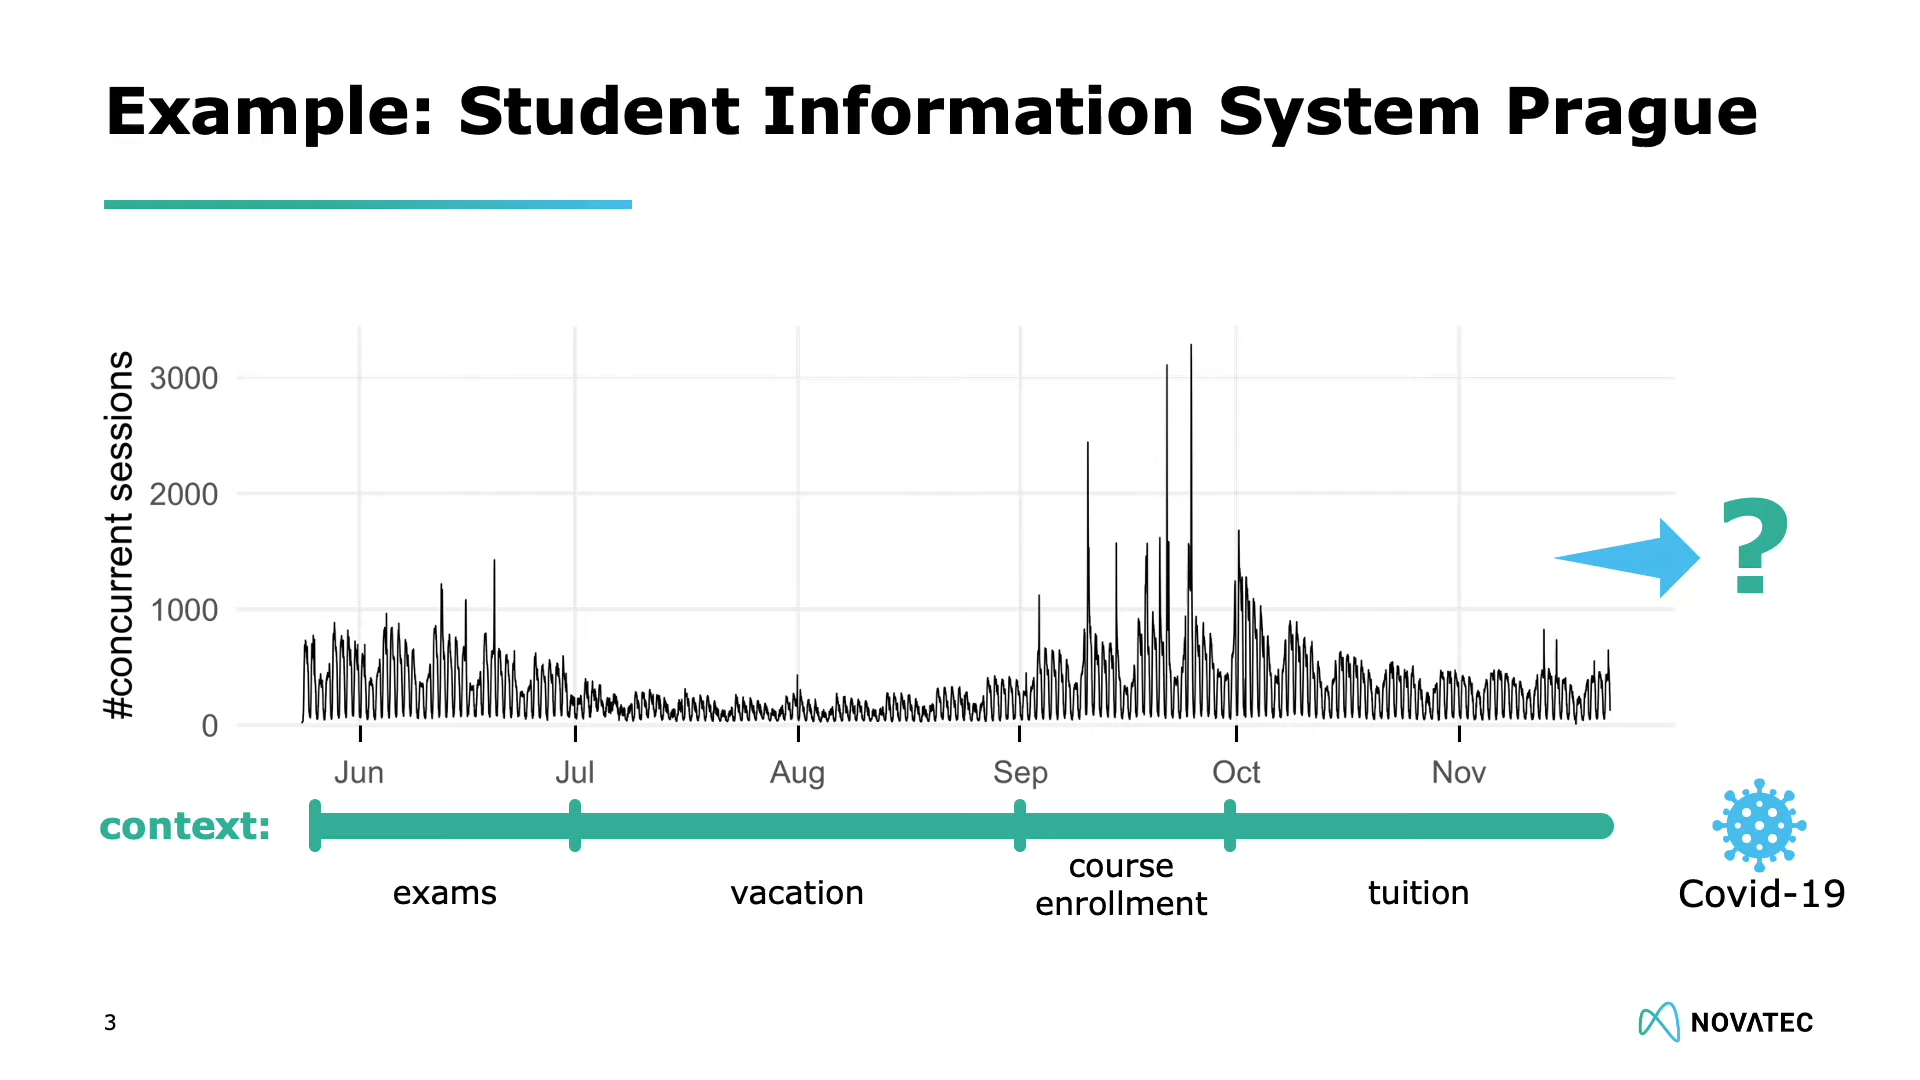 Example: Student Information System Prague
#concurrent sessions
3000
2000
1000
0
Jun Jul Aug Sep Oct Nov
?
context:
exams vacation course enrollment tuition Covid-19
3
NOVATEC